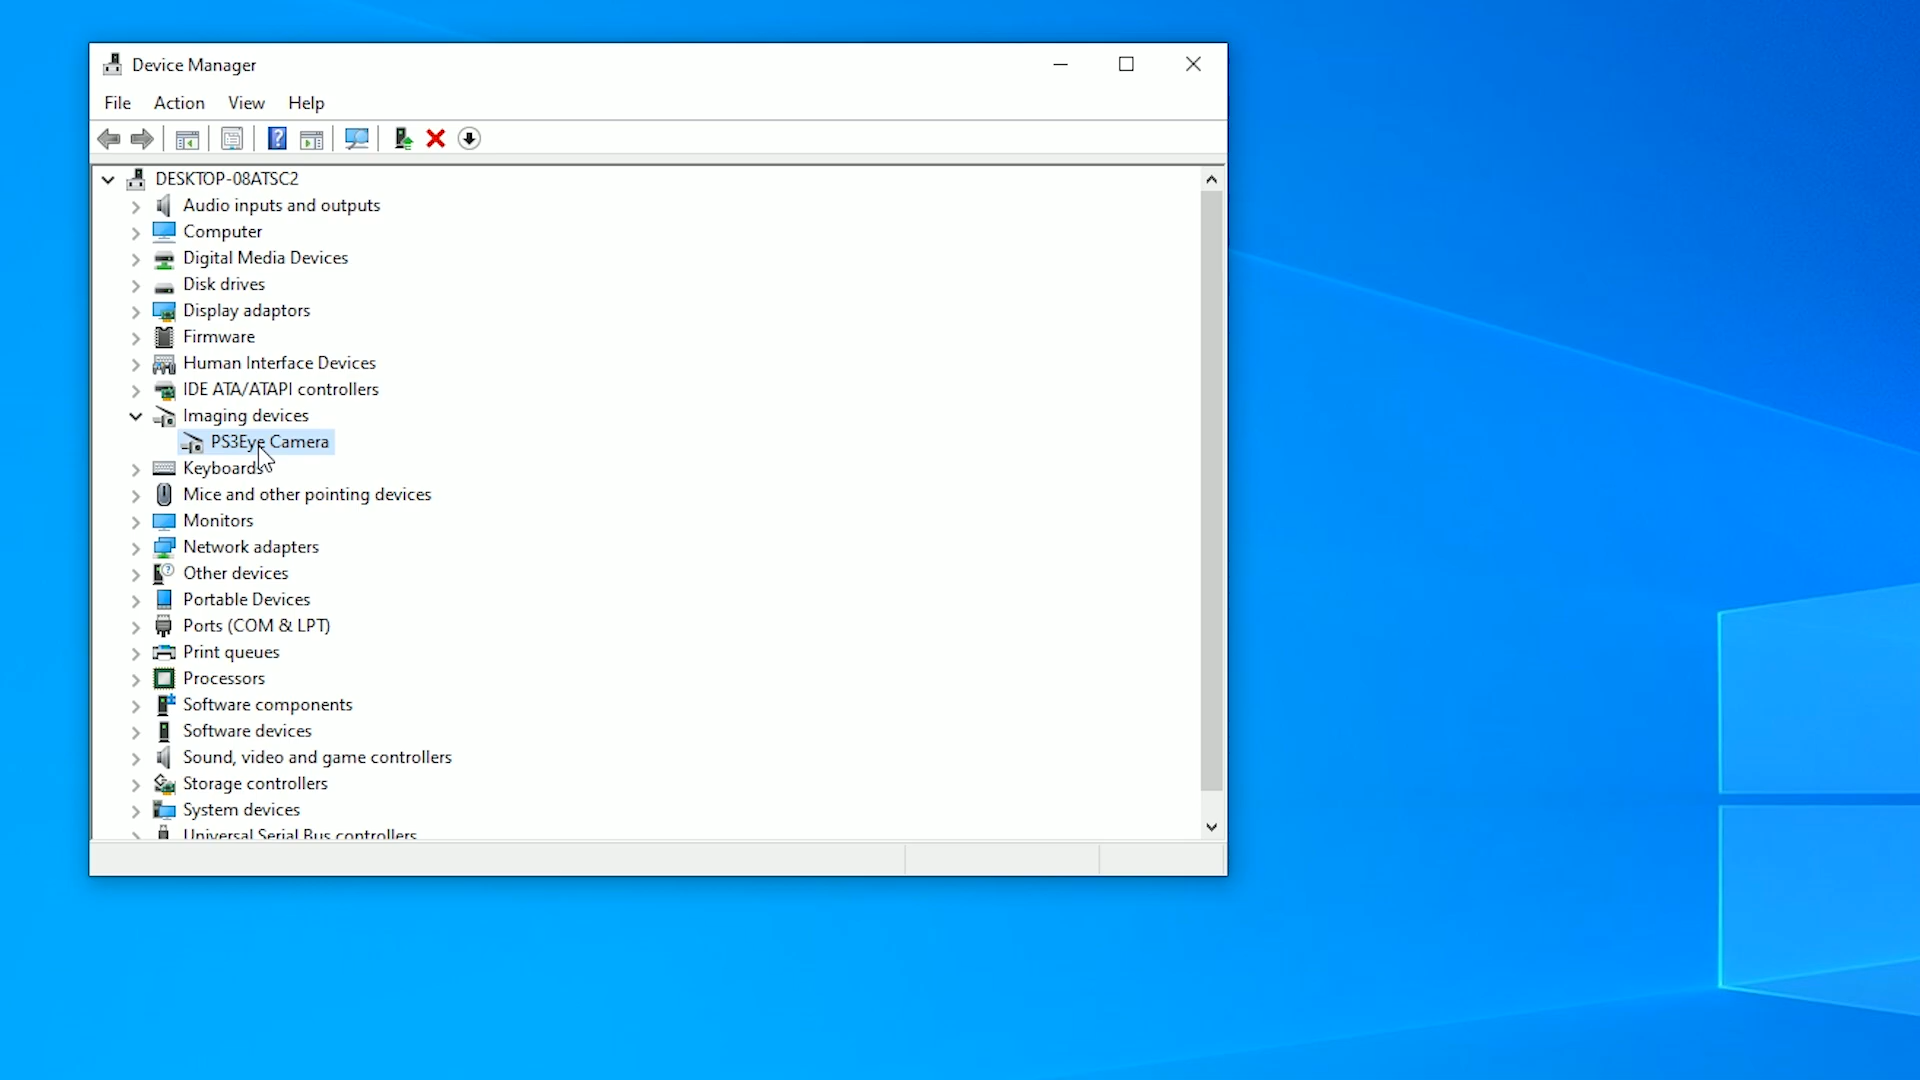 Device Manager
File Action View Help
DESKTOP-08ATSC2
Audio inputs and outputs
Computer
Digital Media Devices
Disk drives
Display adaptors
Firmware
Human Interface Devices
IDE ATA/ATAPI controllers
Imaging devices
PS3Eye Camera
Keyboards
Mice and other pointing devices
Monitors
Network adapters
Other devices
Portable Devices
Ports (COM & LPT)
Print queues
Processors
Software components
Software devices
Sound, video and game controllers
Storage controllers
System devices
Universal Serial Bus controllers